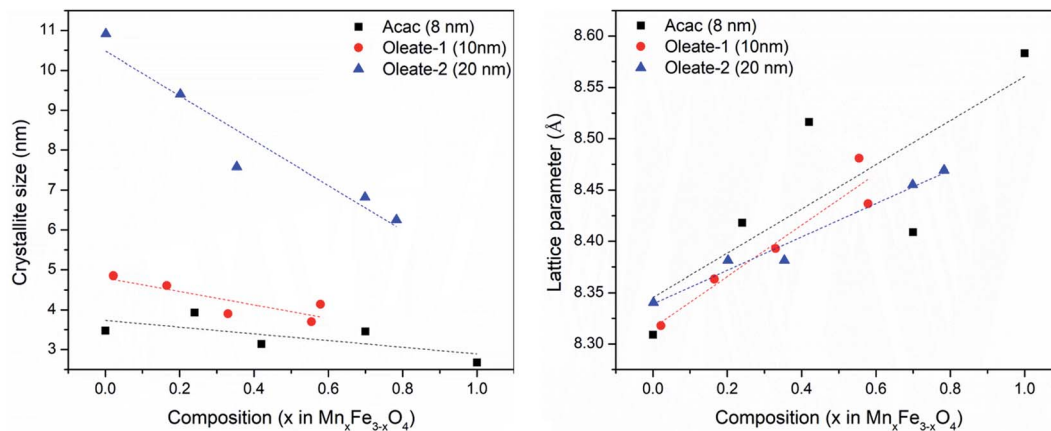 11
10
9
8
7
6
5
4
3
Crystallite size (nm)
Acac (8 nm)
Oleate-1 (10nm)
Oleate-2 (20 nm)
0.0 0.2 0.4 0.6 0.8 1.0
Composition (x in MnxFe3-xO4)
8.60
8.55
8.50
8.45
8.40
8.35
8.30
Lattice parameter (Å)
Acac (8 nm)
Oleate-1 (10nm)
Oleate-2 (20 nm)
0.0 0.2 0.4 0.6 0.8 1.0
Composition (x in MnxFe3-xO4)